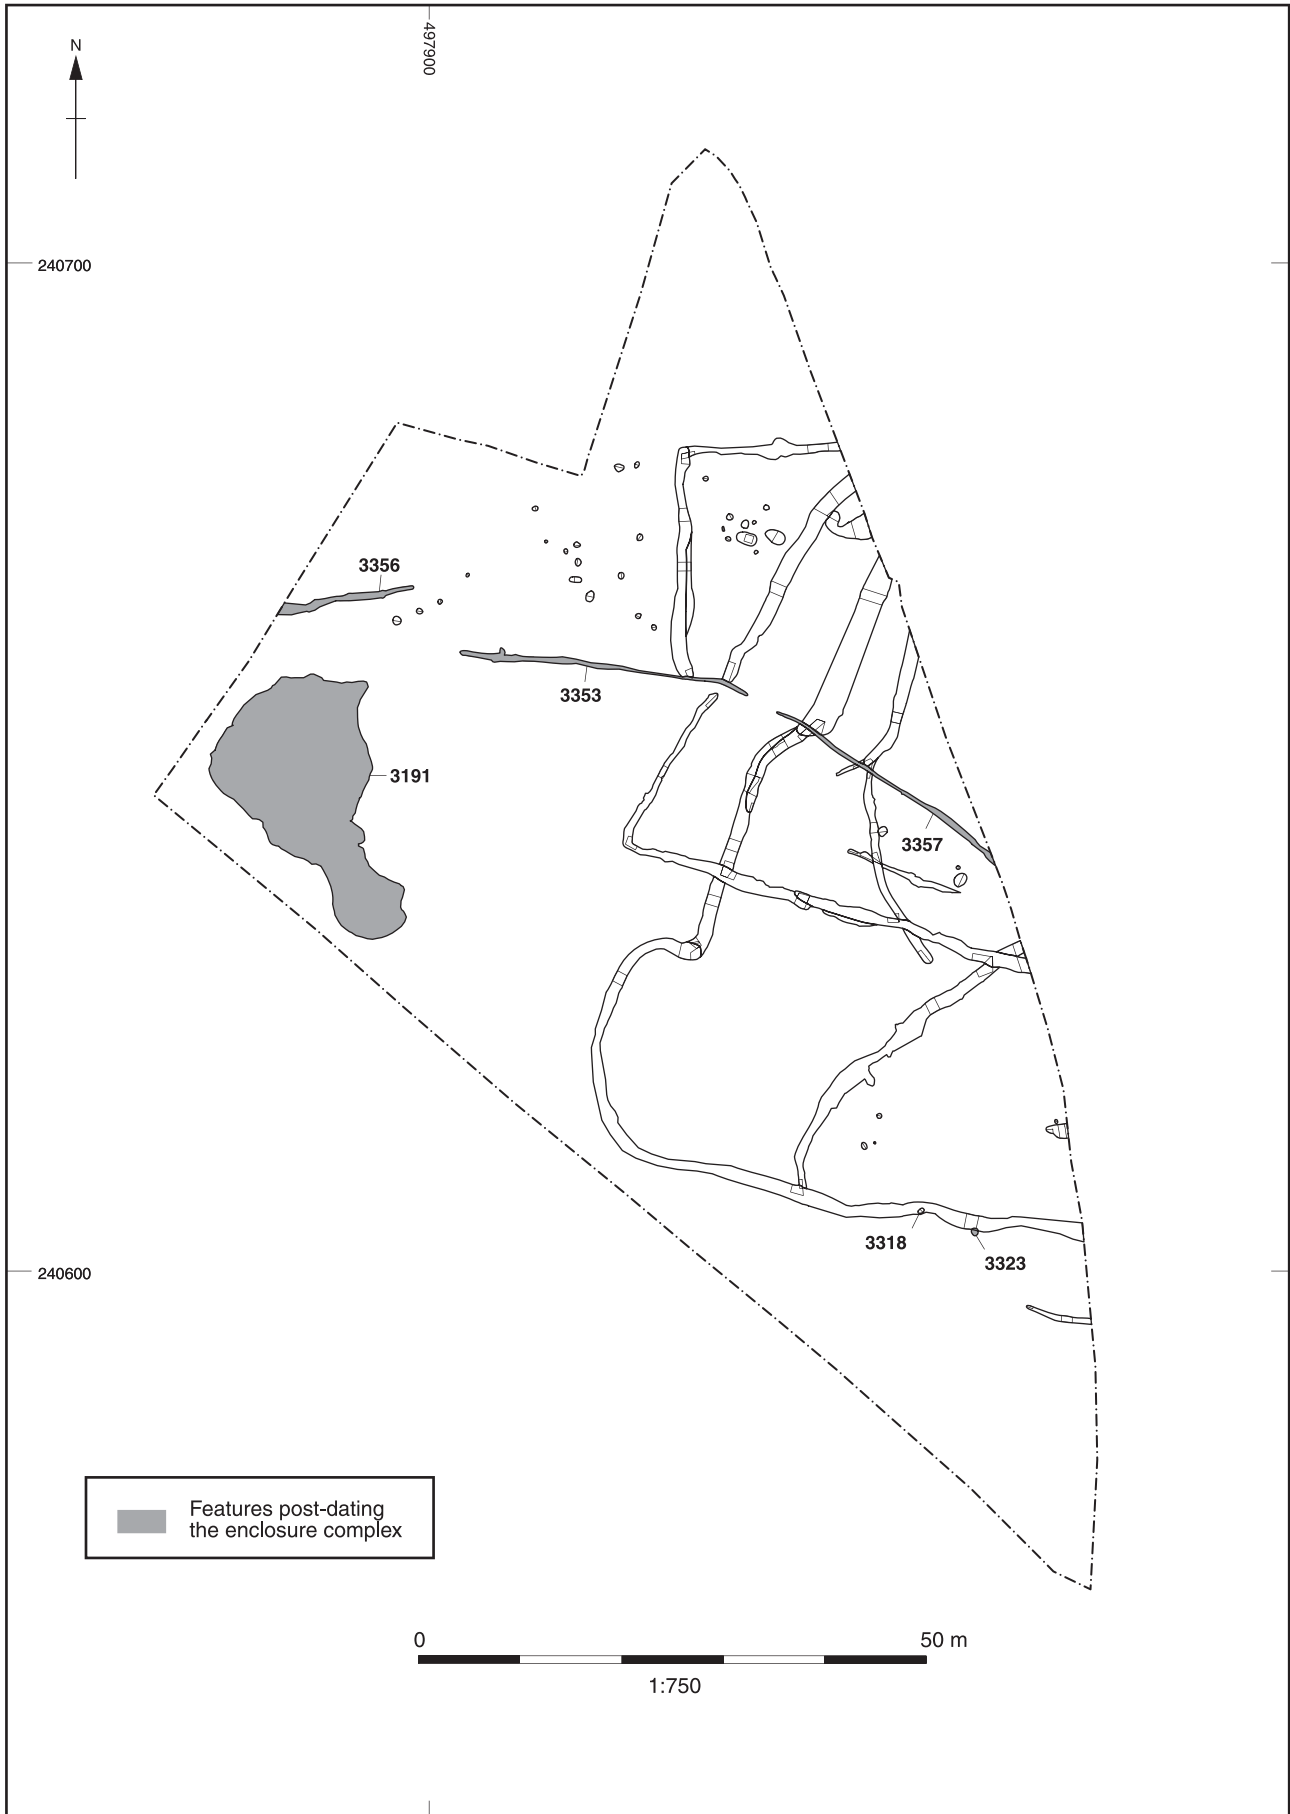 N
497900
240700
3356
3353
3191
3357
3318
3323
240600
Features post-dating
the enclosure complex
0 50 m
1:750